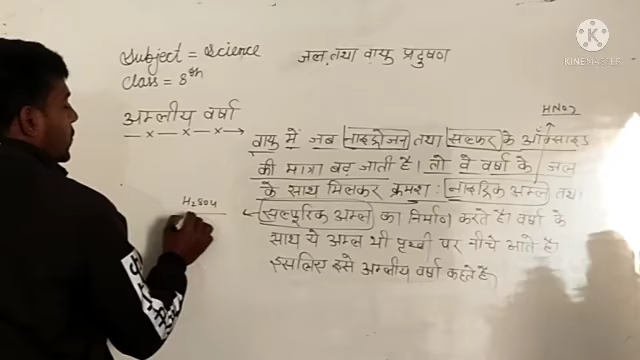 KINEMASTER
Subject = Science
जल तथा वायु प्रदुषण
Class = 8th
अम्लीय वर्षा
HNO3
वायु में जब नाइट्रोजन तथा सल्फर के ऑक्साइड
की मात्रा बढ़ जाती है। तो वे वर्षा के जल
के साथ मिलकर क्रमश: नाइट्रिक अम्ल तथा
H2SO4
सल्फ्यूरिक अम्ल का निर्माण करते है। वर्षा के
साथ ये अम्ल भी पृथ्वी पर नीचे आते है।
इसलिए इसे अम्लीय वर्षा कहते है।